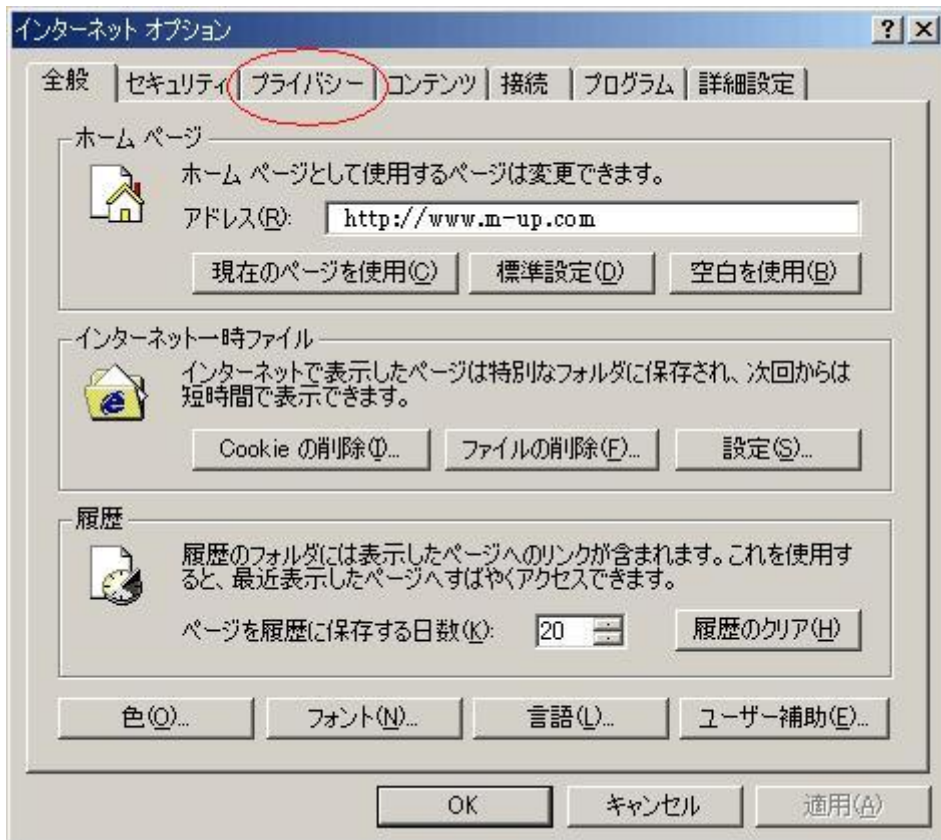 インターネット オプション
全般 セキュリティ プライバシー コンテンツ 接続 プログラム 詳細設定
ホーム ページ
ホーム ページとして使用するページは変更できます。
アドレス(R): http://www.m-up.com
現在のページを使用(C) 標準設定(D) 空白を使用(B)
インターネット一時ファイル
インターネットで表示したページは特別なフォルダに保存され、次回からは
短時間で表示できます。
Cookie の削除(I)... ファイルの削除(F)... 設定(S)...
履歴
履歴のフォルダには表示したページへのリンクが含まれます。これを使用す
ると、最近表示したページへすばやくアクセスできます。
ページを履歴に保存する日数(K): 20 履歴のクリア(H)
色(O)... フォント(N)... 言語(L)... ユーザー補助(E)...
OK キャンセル 適用(A)